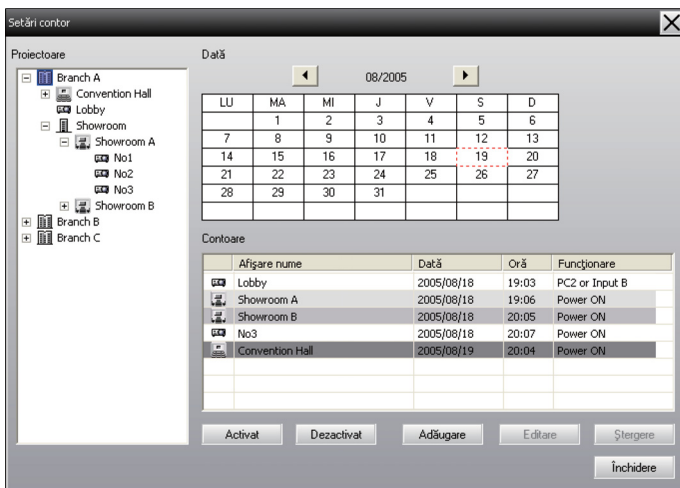 Setări contor
Proiectoare
Branch A
Convention Hall
Lobby
Showroom
Showroom A
No1
No2
No3
Showroom B
Branch B
Branch C
Dată
08/2005
LU MA MI J V S D
1 2 3 4 5 6
7 8 9 10 11 12 13
14 15 16 17 18 19 20
21 22 23 24 25 26 27
28 29 30 31
Contoare
Afişare nume Dată Oră Funcţionare
Lobby 2005/08/18 19:03 PC2 or Input B
Showroom A 2005/08/18 19:06 Power ON
Showroom B 2005/08/18 20:05 Power ON
No3 2005/08/18 20:07 Power ON
Convention Hall 2005/08/19 20:04 Power ON
Activat Dezactivat Adăugare Editare Ştergere
Închidere